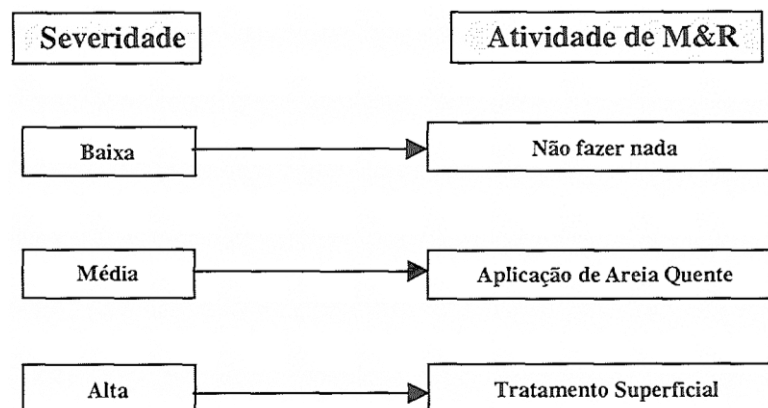 Severidade
Atividade de M&R
Baixa
Não fazer nada
Média
Aplicação de Areia Quente
Alta
Tratamento Superficial